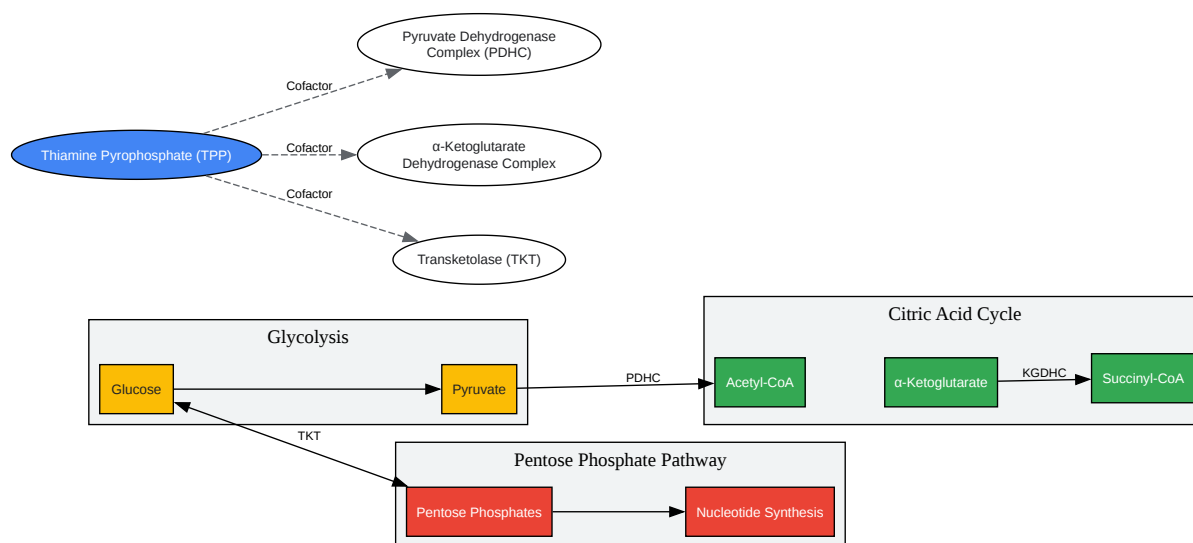 Pyruvate Dehydrogenase
Complex (PDHC)
Cofactor
Thiamine Pyrophosphate (TPP)
Cofactor
α-Ketoglutarate
Dehydrogenase Complex
Cofactor
Transketolase (TKT)
Glycolysis
Glucose
Pyruvate
PDHC
Citric Acid Cycle
Acetyl-CoA
α-Ketoglutarate
KGDHC
Succinyl-CoA
TKT
Pentose Phosphate Pathway
Pentose Phosphates
Nucleotide Synthesis